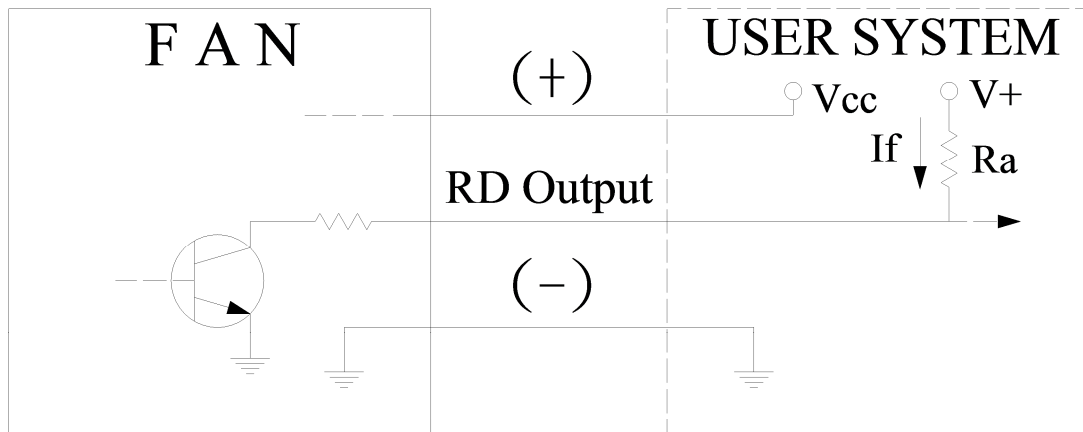 F A N
USER SYSTEM
(+)
Vcc
V+
If
Ra
RD Output
(−)